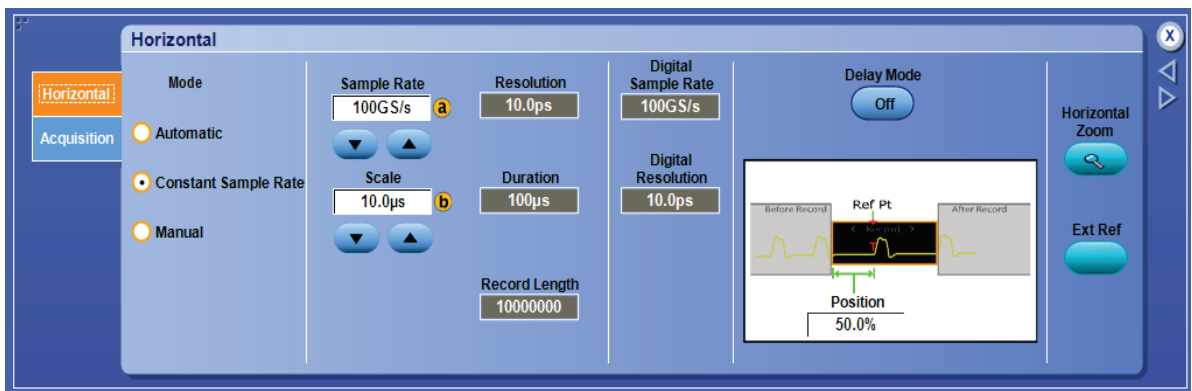 Horizontal
X
Horizontal
Acquisition
Mode
Automatic
Constant Sample Rate
Manual
Sample Rate
100GS/s
a
Scale
10.0µs
b
Resolution
10.0ps
Duration
100µs
Record Length
10000000
Digital
Sample Rate
100GS/s
Digital
Resolution
10.0ps
Delay Mode
Off
Before Record
Ref Pt
After Record
< Record >
T
Position
50.0%
Horizontal
Zoom
Ext Ref